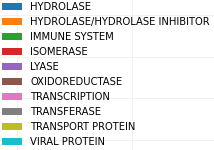 HYDROLASE
HYDROLASE/HYDROLASE INHIBITOR
IMMUNE SYSTEM
ISOMERASE
LYASE
OXIDOREDUCTASE
TRANSCRIPTION
TRANSFERASE
TRANSPORT PROTEIN
VIRAL PROTEIN